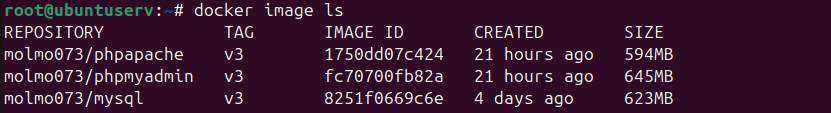 root@ubuntuserv:~# docker image ls
REPOSITORY TAG IMAGE ID CREATED SIZE
molmo073/phpapache v3 1750dd07c424 21 hours ago 594MB
molmo073/phpmyadmin v3 fc70700fb82a 21 hours ago 645MB
molmo073/mysql v3 8251f0669c6e 4 days ago 623MB